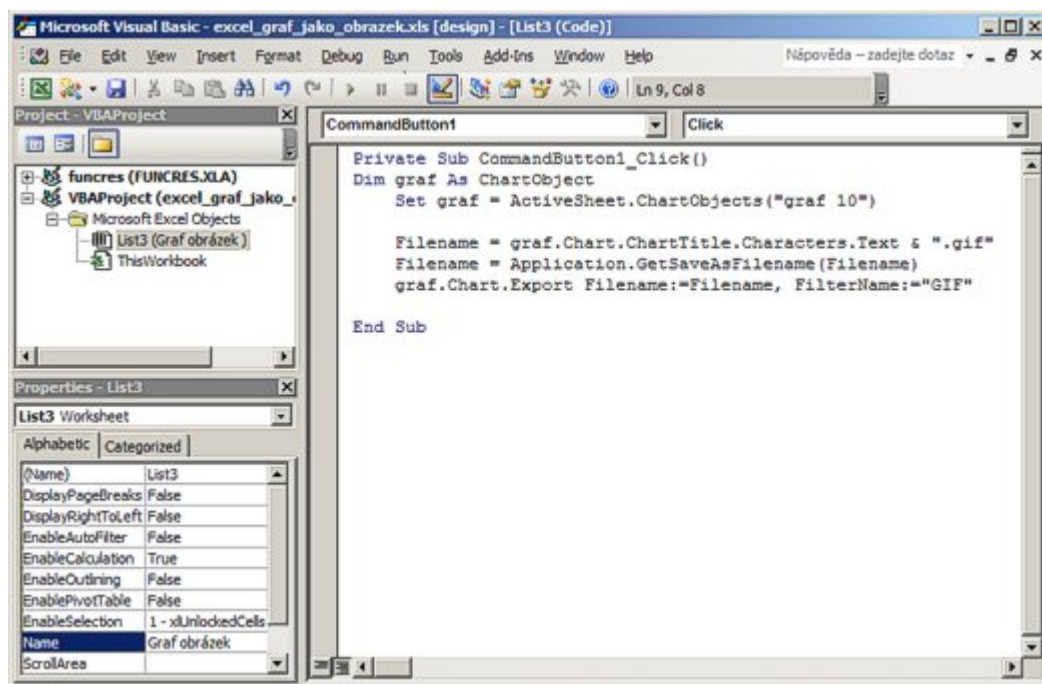 Microsoft Visual Basic - excel_graf_jako_obrazek.xls [design] - [List3 (Code)]
File Edit View Insert Format Debug Run Tools Add-Ins Window Help Nápověda – zadejte dotaz
Ln 9, Col 8
Project - VBAProject
funcres (FUNCRES.XLA)
VBAProject (excel_graf_jako_
Microsoft Excel Objects
List3 (Graf obrázek )
ThisWorkbook
Properties - List3
List3 Worksheet
Alphabetic Categorized
(Name) List3
DisplayPageBreaks False
DisplayRightToLeft False
EnableAutoFilter False
EnableCalculation True
EnableOutlining False
EnablePivotTable False
EnableSelection 1 - xlUnlockedCells
Name Graf obrázek
ScrollArea
CommandButton1 Click
Private Sub CommandButton1_Click()
Dim graf As ChartObject
Set graf = ActiveSheet.ChartObjects("graf 10")
Filename = graf.Chart.ChartTitle.Characters.Text & ".gif"
Filename = Application.GetSaveAsFilename(Filename)
graf.Chart.Export Filename:=Filename, FilterName:="GIF"
End Sub